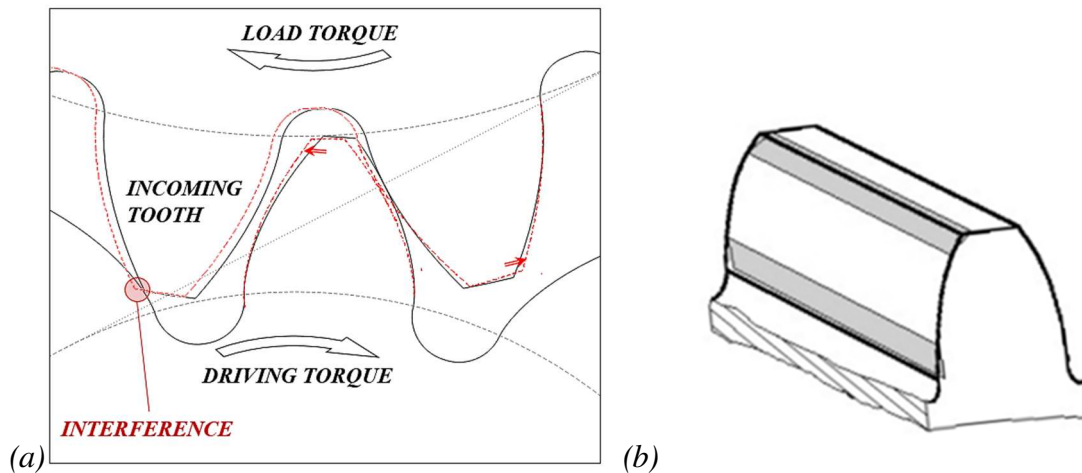 LOAD TORQUE
INCOMING
TOOTH
DRIVING TORQUE
INTERFERENCE
(a)
(b)